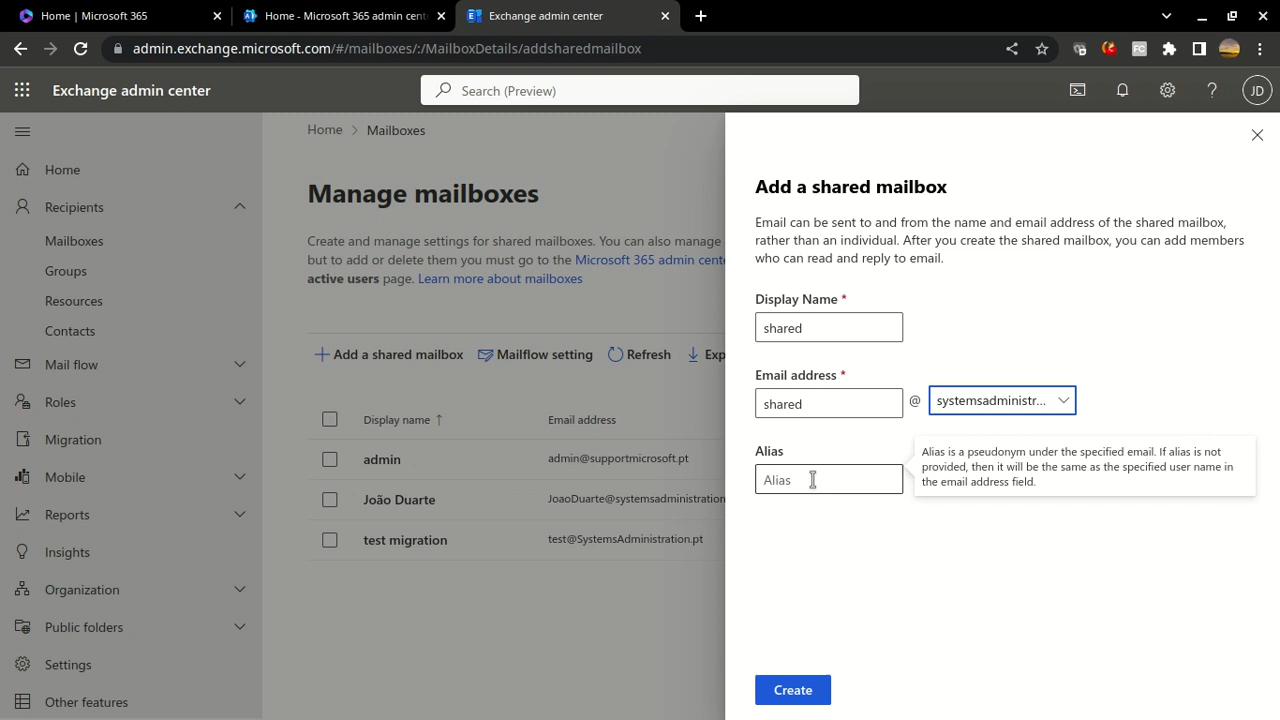 Home | Microsoft 365
Home - Microsoft 365 admin cent
Exchange admin center
admin.exchange.microsoft.com/#/mailboxes/:/MailboxDetails/addsharedmailbox
FC
Exchange admin center
Search (Preview)
JD
Home
Recipients
Mailboxes
Groups
Resources
Contacts
Mail flow
Roles
Migration
Mobile
Reports
Insights
Organization
Public folders
Settings
Other features
Home > Mailboxes
Manage mailboxes
Create and manage settings for shared mailboxes. You can also manage
but to add or delete them you must go to the Microsoft 365 admin cente
active users page. Learn more about mailboxes
Add a shared mailbox Mailflow setting Refresh Exp
Display name ↑ Email address
admin admin@supportmicrosoft.pt
João Duarte JoaoDuarte@systemsadministration
test migration test@SystemsAdministration.pt
Add a shared mailbox
Email can be sent to and from the name and email address of the shared mailbox,
rather than an individual. After you create the shared mailbox, you can add members
who can read and reply to email.
Display Name *
shared
Email address *
shared @ systemsadministr...
Alias
Alias
Alias is a pseudonym under the specified email. If alias is not
provided, then it will be the same as the specified user name in
the email address field.
Create